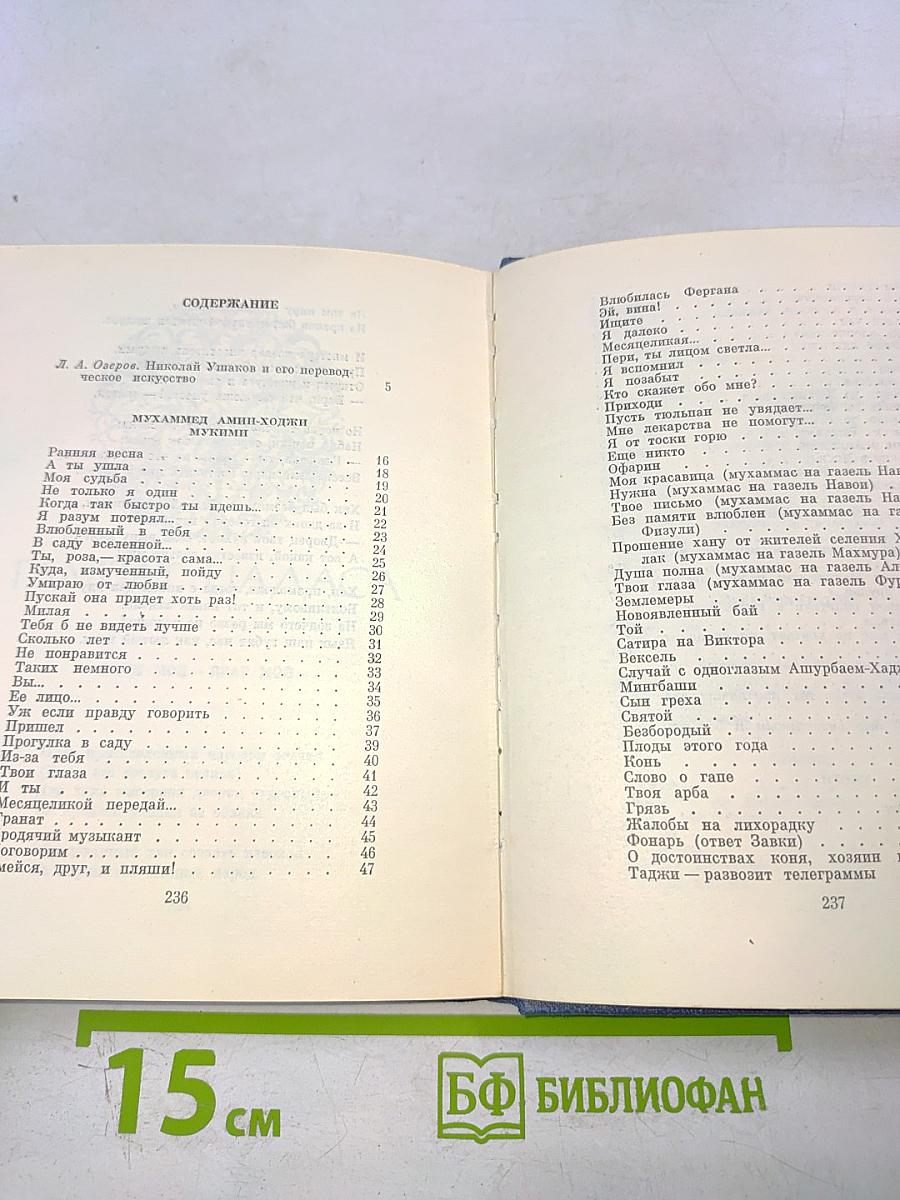 СОДЕРЖАНИЕ
Л. А. Озеров. Николай Ушаков и его перевод-
ческое искусство 5
МУХАММЕД АМИН-ХОДЖИ
МУКИМИ
Ранняя весна . . . 16
А ты ушла . . . 18
Моя судьба . . . 19
Не только я один . . . 20
Когда так быстро ты идешь... . . . 21
Я разум потерял... . . . 22
Влюбленный в тебя . . . 23
В саду вселенной... . . . 24
Ты, роза,— красота сама... . . . 25
Куда, измученный, пойду . . . 26
Умираю от любви . . . 27
Пускай она придет хоть раз! . . . 28
Милая . . . 29
Тебя б не видеть лучше . . . 30
Сколько лет . . . 31
Не понравится . . . 32
Таких немного . . . 33
Вы... . . . 34
Ее лицо... . . . 35
Уж если правду говорить . . . 36
Пришел . . . 37
Прогулка в саду . . . 39
Из-за тебя . . . 40
Твои глаза . . . 41
И ты . . . 42
Месяцеликой передай... . . . 43
Гранат . . . 44
родячий музыкант . . . 45
оговорим . . . 46
мейся, друг, и пляши! . . . 47
236
Влюбилась Фергана
Эй, вина!
Ищите
Я далеко
Месяцеликая...
Пери, ты лицом светла...
Я вспомнил
Я позабыт
Кто скажет обо мне?
Приходи
Пусть тюльпан не увядает...
Мне лекарства не помогут...
Я от тоски горю
Еще никто
Офарин
Моя красавица (мухаммас на газель На
Нужна (мухаммас на газель Навои)
Твое письмо (мухаммас на газель На
Без памяти влюблен (мухаммас на га
Физули)
Прошение хану от жителей селения Х
лак (мухаммас на газель Махмура)
Душа полна (мухаммас на газель Ал
Твои глаза (мухаммас на газель Фур
Землемеры
Новоявленный бай
Той
Сатира на Виктора
Вексель
Случай с одноглазым Ашурбаем-Хадж
Мингбаши
Сын греха
Святой
Безбородый
Плоды этого года
Конь
Слово о гапе
Твоя арба
Грязь
Жалобы на лихорадку
Фонарь (ответ Завки)
О достоинствах коня, хозяин
Таджи — развозит телеграммы
237
15 см
БФ БИБЛИОФАН